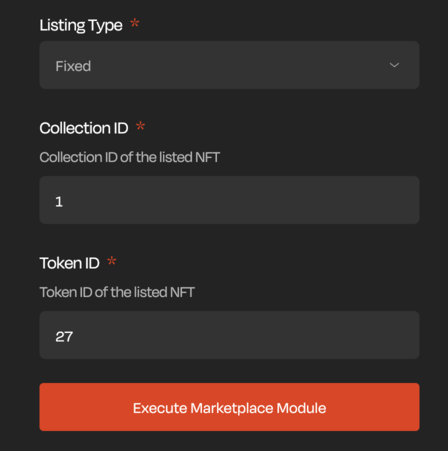 Listing Type *
Fixed
Collection ID *
Collection ID of the listed NFT
1
Token ID *
Token ID of the listed NFT
27
Execute Marketplace Module